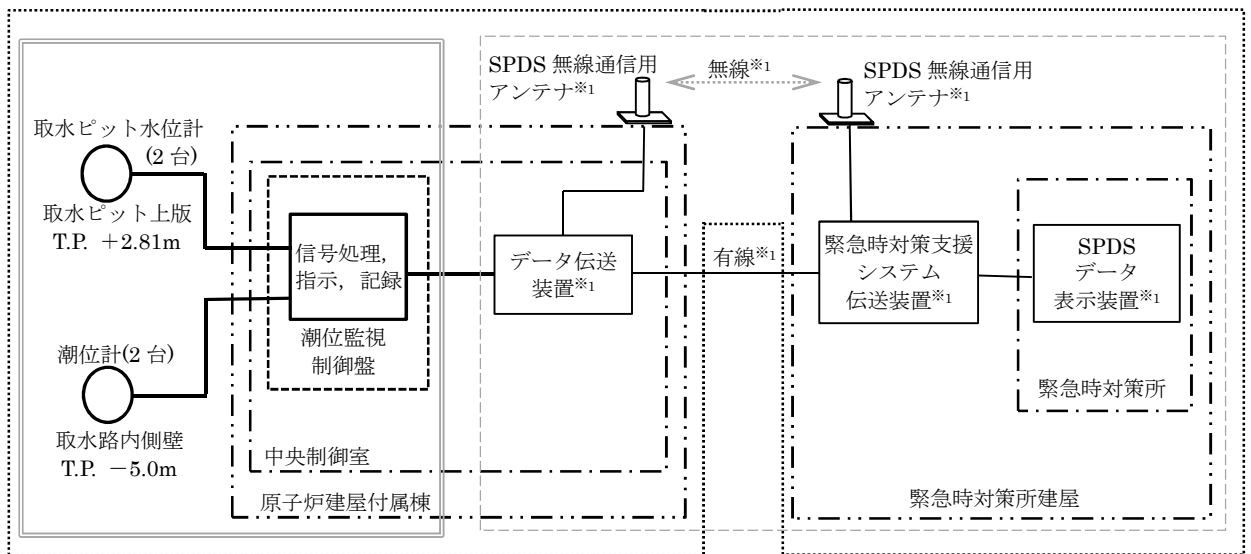 SPDS 無線通信用
アンテナ※1
無線※1
SPDS 無線通信用
アンテナ※1
取水ピット水位計
(2 台)
取水ピット上版
T.P. +2.81m
信号処理,
指示, 記録
潮位監視
制御盤
データ伝送
装置※1
有線※1
緊急時対策支援
システム
伝送装置※1
SPDS
データ
表示装置※1
潮位計(2 台)
取水路内側壁
T.P. -5.0m
緊急時対策所
中央制御室
原子炉建屋付属棟
緊急時対策所建屋